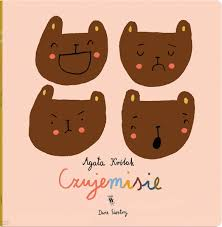 Agata Królak
Czujemisie
Dwie Siostry